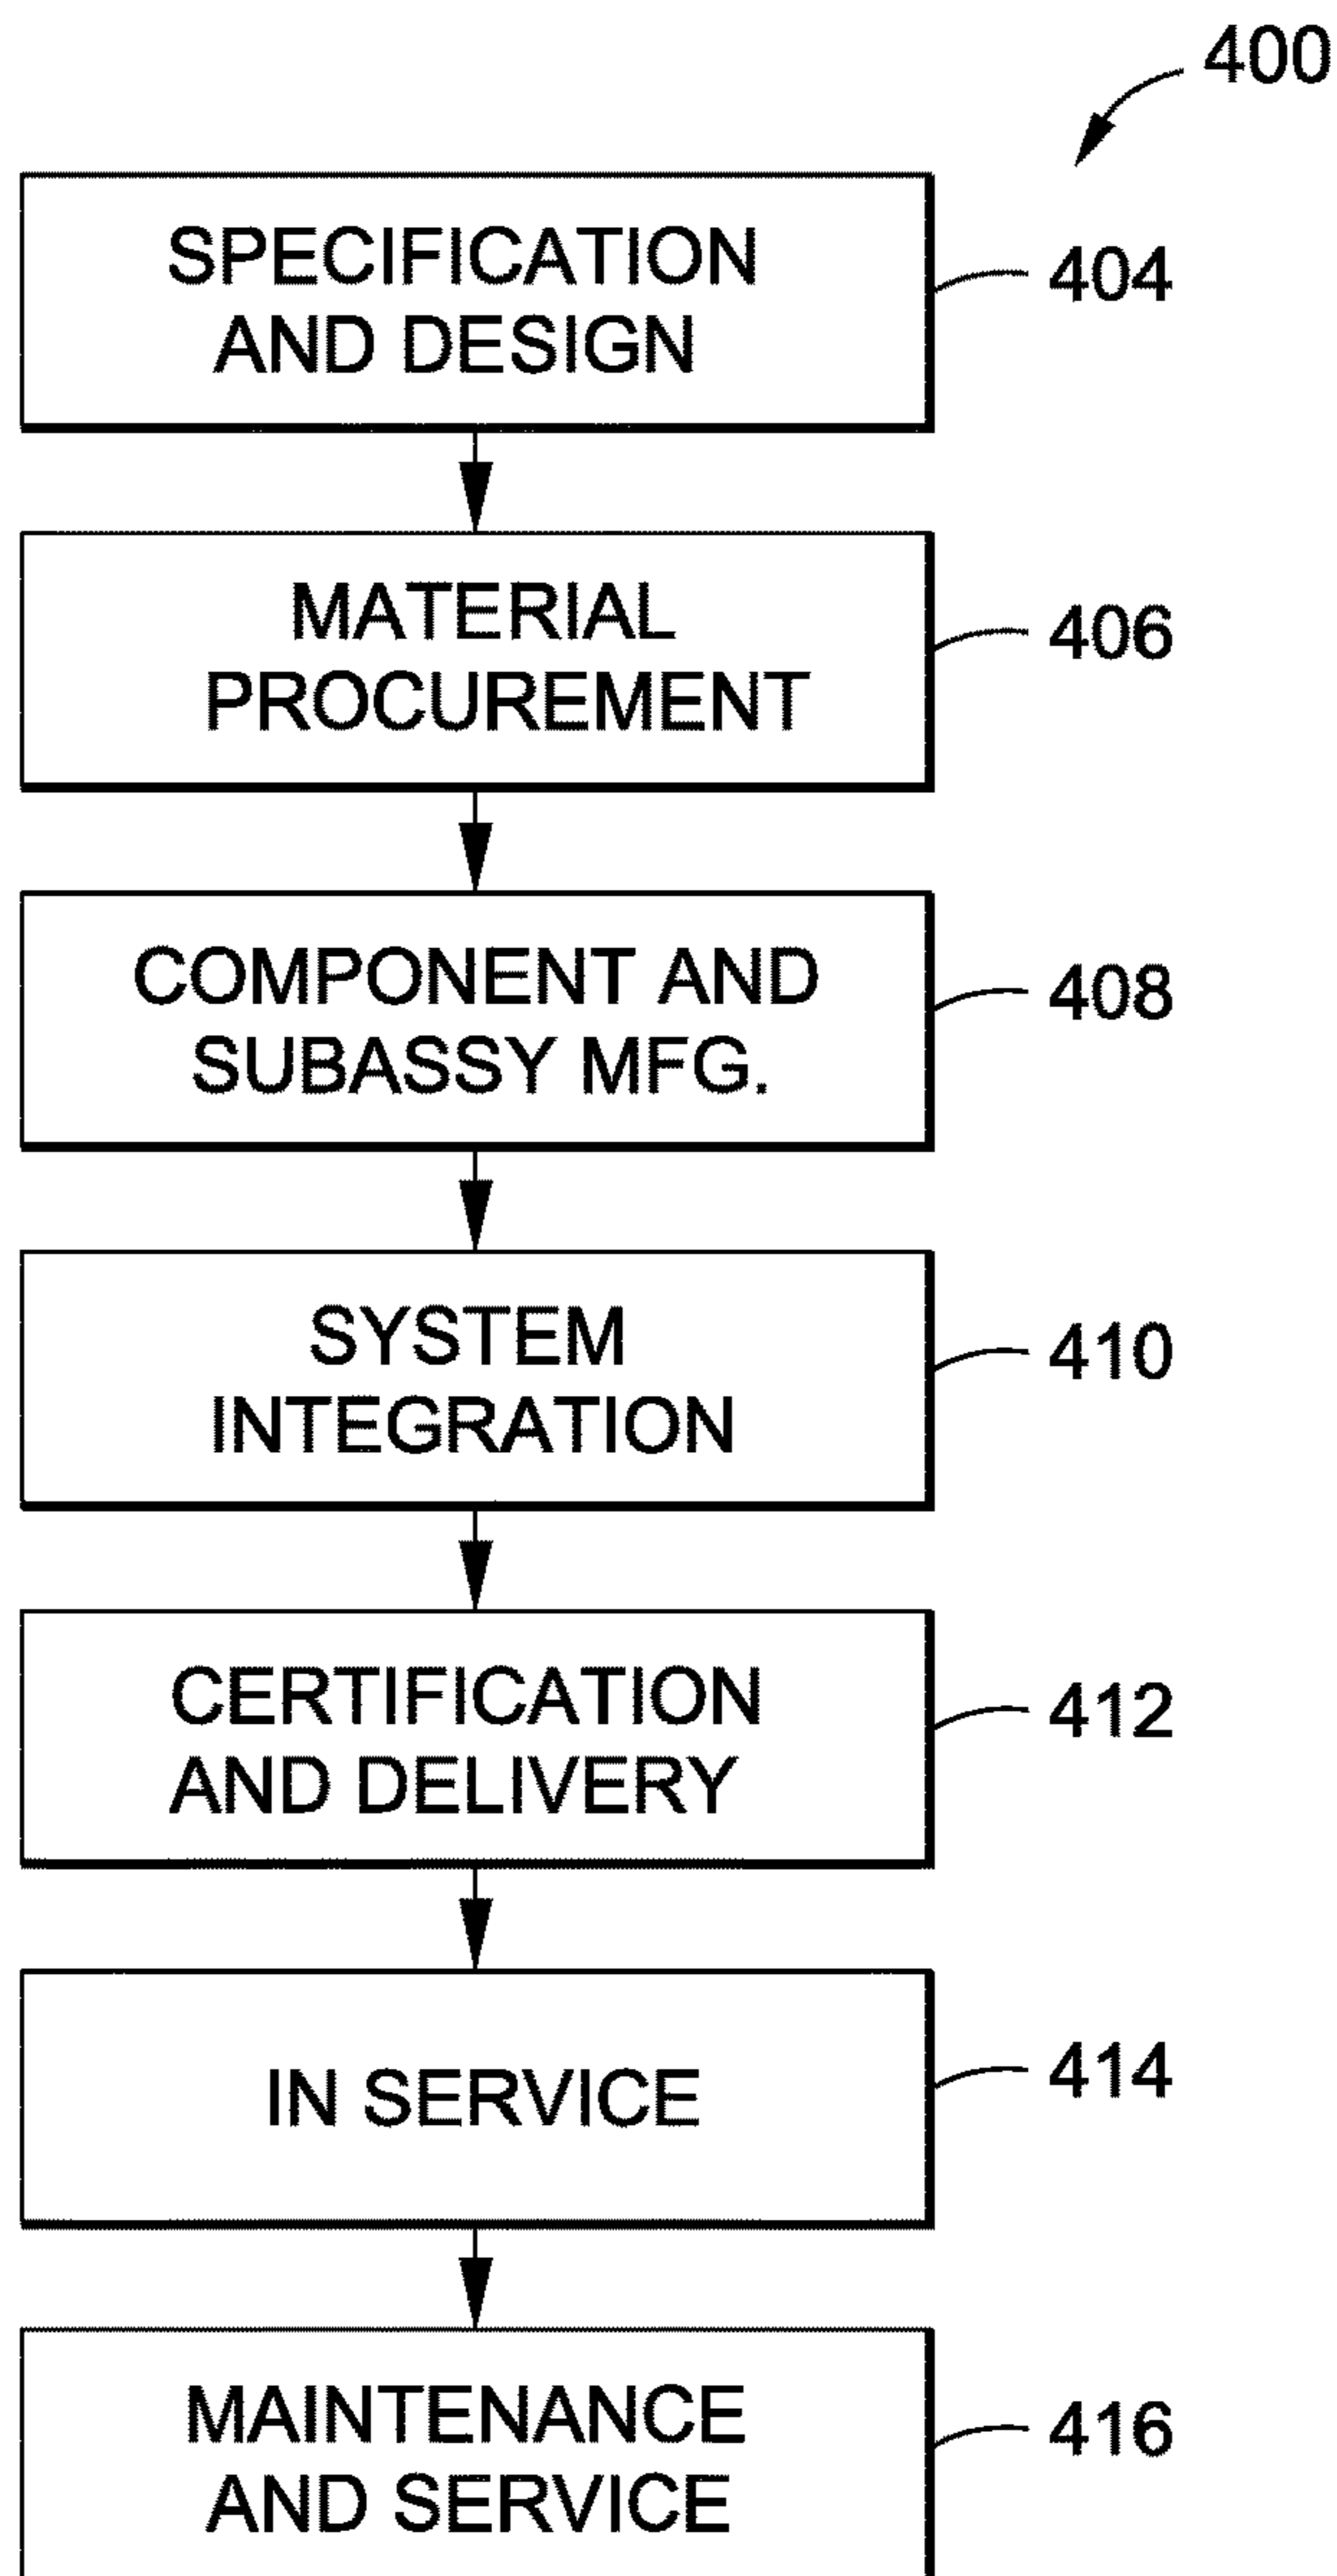 400
SPECIFICATION
AND DESIGN
404
MATERIAL
PROCUREMENT
406
COMPONENT AND
SUBASSY MFG.
408
SYSTEM
INTEGRATION
410
CERTIFICATION
AND DELIVERY
412
IN SERVICE
414
MAINTENANCE
AND SERVICE
416